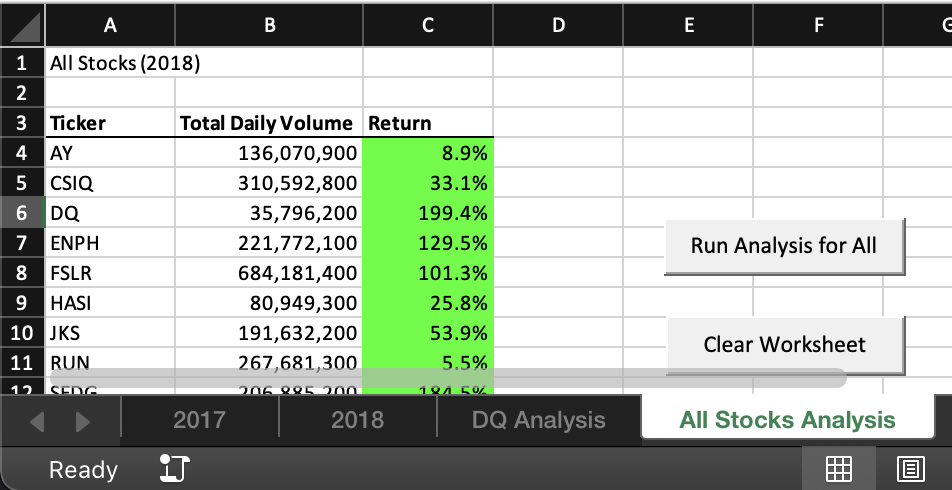 A B C D E F
1 All Stocks (2018)
2
3 Ticker Total Daily Volume Return
4 AY 136,070,900 8.9%
5 CSIQ 310,592,800 33.1%
6 DQ 35,796,200 199.4%
7 ENPH 221,772,100 129.5%
Run Analysis for All
8 FSLR 684,181,400 101.3%
9 HASI 80,949,300 25.8%
10 JKS 191,632,200 53.9%
Clear Worksheet
11 RUN 267,681,300 5.5%
12 SEDG 206,885,200 184.5%
2017 2018 DQ Analysis All Stocks Analysis
Ready